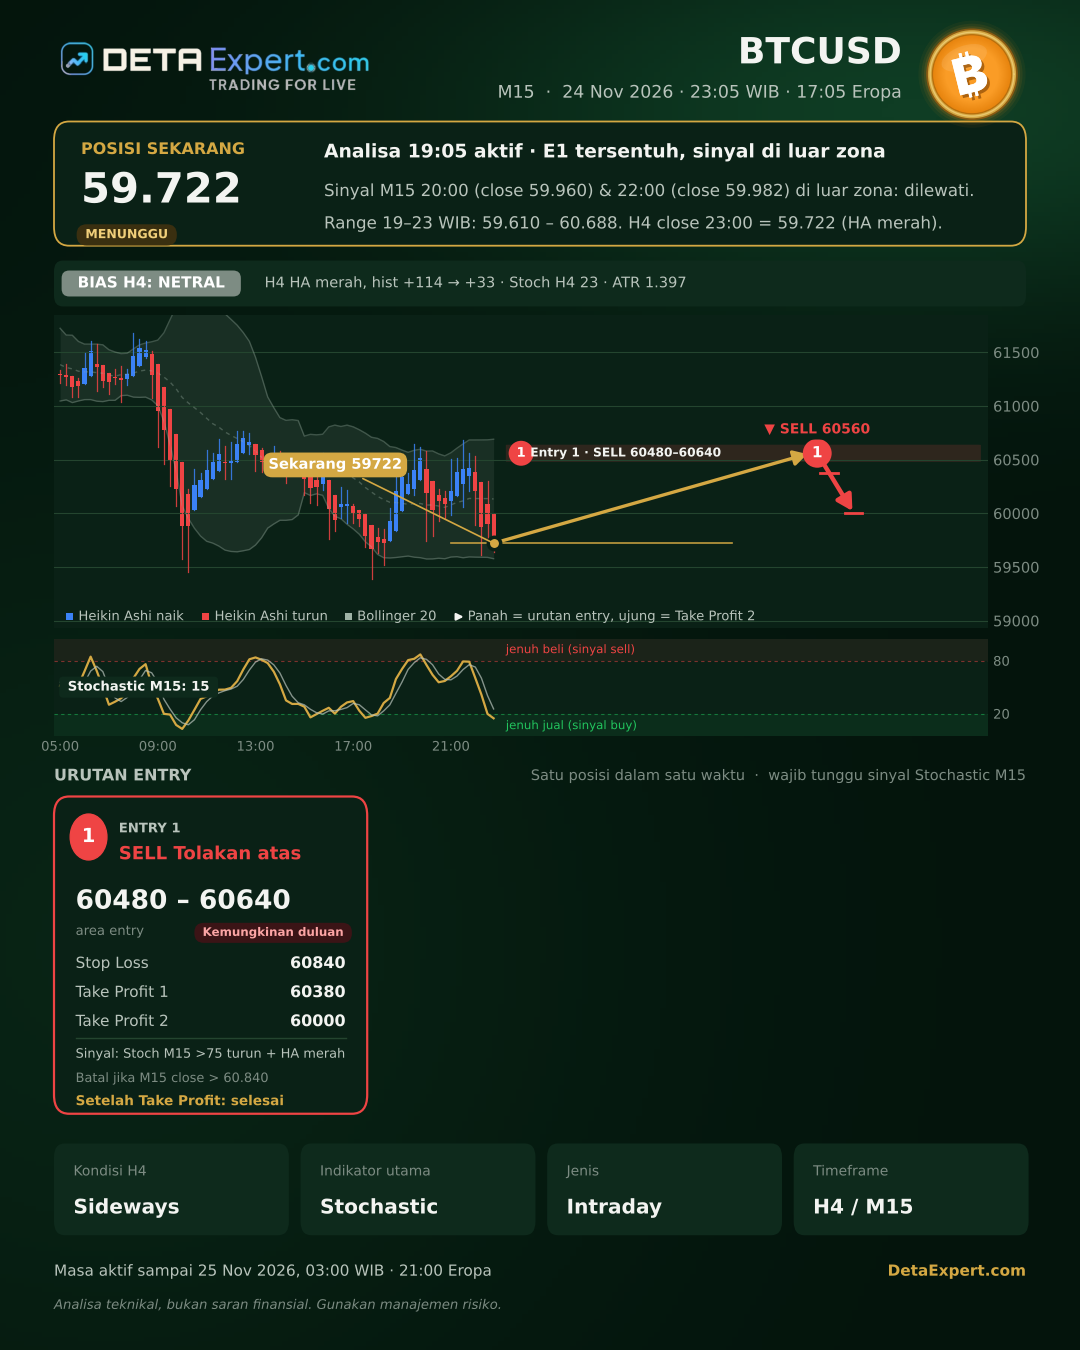 DETA Expert.com
TRADING FOR LIVE
BTCUSD
M15 · 24 Nov 2026 · 23:05 WIB · 17:05 Eropa
POSISI SEKARANG
59.722
MENUNGGU
Analisa 19:05 aktif · E1 tersentuh, sinyal di luar zona
Sinyal M15 20:00 (close 59.960) & 22:00 (close 59.982) di luar zona: dilewati.
Range 19–23 WIB: 59.610 – 60.688. H4 close 23:00 = 59.722 (HA merah).
BIAS H4: NETRAL
H4 HA merah, hist +114 → +33 · Stoch H4 23 · ATR 1.397
61500
61000
60500
60000
59500
59000
▼ SELL 60560
1 Entry 1 · SELL 60480–60640
1
Sekarang 59722
Heikin Ashi naik
Heikin Ashi turun
Bollinger 20
Panah = urutan entry, ujung = Take Profit 2
jenuh beli (sinyal sell)
80
Stochastic M15: 15
20
jenuh jual (sinyal buy)
05:00 09:00 13:00 17:00 21:00
URUTAN ENTRY
Satu posisi dalam satu waktu · wajib tunggu sinyal Stochastic M15
1
ENTRY 1
SELL Tolakan atas
60480 – 60640
area entry
Kemungkinan duluan
Stop Loss 60840
Take Profit 1 60380
Take Profit 2 60000
Sinyal: Stoch M15 >75 turun + HA merah
Batal jika M15 close > 60.840
Setelah Take Profit: selesai
Kondisi H4
Sideways
Indikator utama
Stochastic
Jenis
Intraday
Timeframe
H4 / M15
Masa aktif sampai 25 Nov 2026, 03:00 WIB · 21:00 Eropa
DetaExpert.com
Analisa teknikal, bukan saran finansial. Gunakan manajemen risiko.